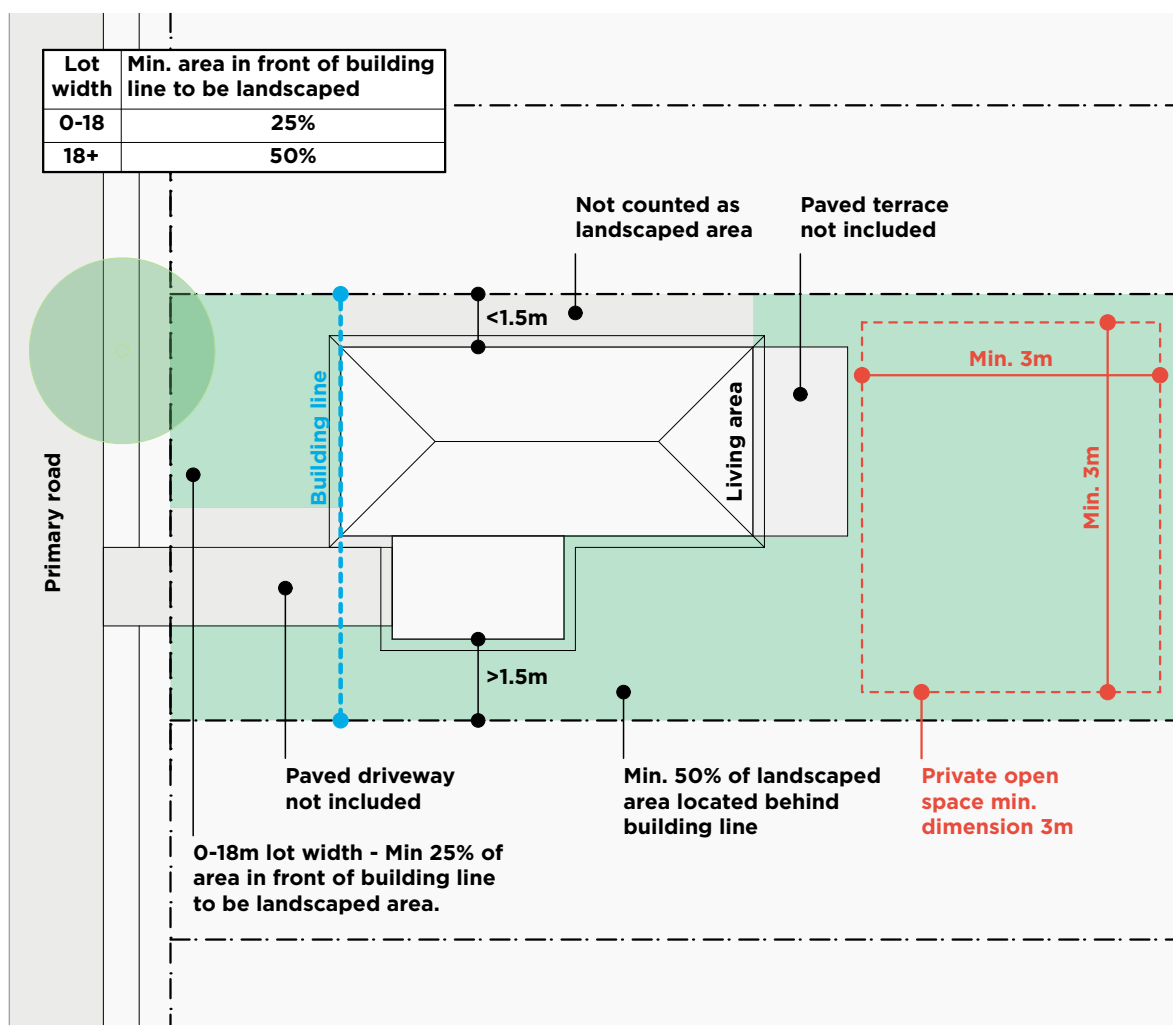 Lot width
Min. area in front of building
line to be landscaped
0-18
25%
18+
50%
Not counted as
landscaped area
Paved terrace
not included
<1.5m
Building line
Living area
Min. 3m
Min. 3m
Primary road
>1.5m
Paved driveway
not included
Min. 50% of landscaped
area located behind
building line
Private open
space min.
dimension 3m
0-18m lot width - Min 25% of
area in front of building line
to be landscaped area.